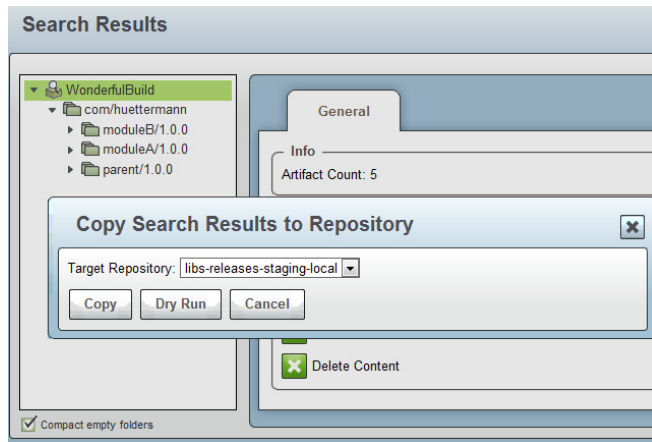 Search Results
WonderfulBuild
com/huettermann
moduleB/1.0.0
moduleA/1.0.0
parent/1.0.0
General
Info
Artifact Count: 5
Copy Search Results to Repository
Target Repository: libs-releases-staging-local
Copy Dry Run Cancel
Delete Content
Compact empty folders